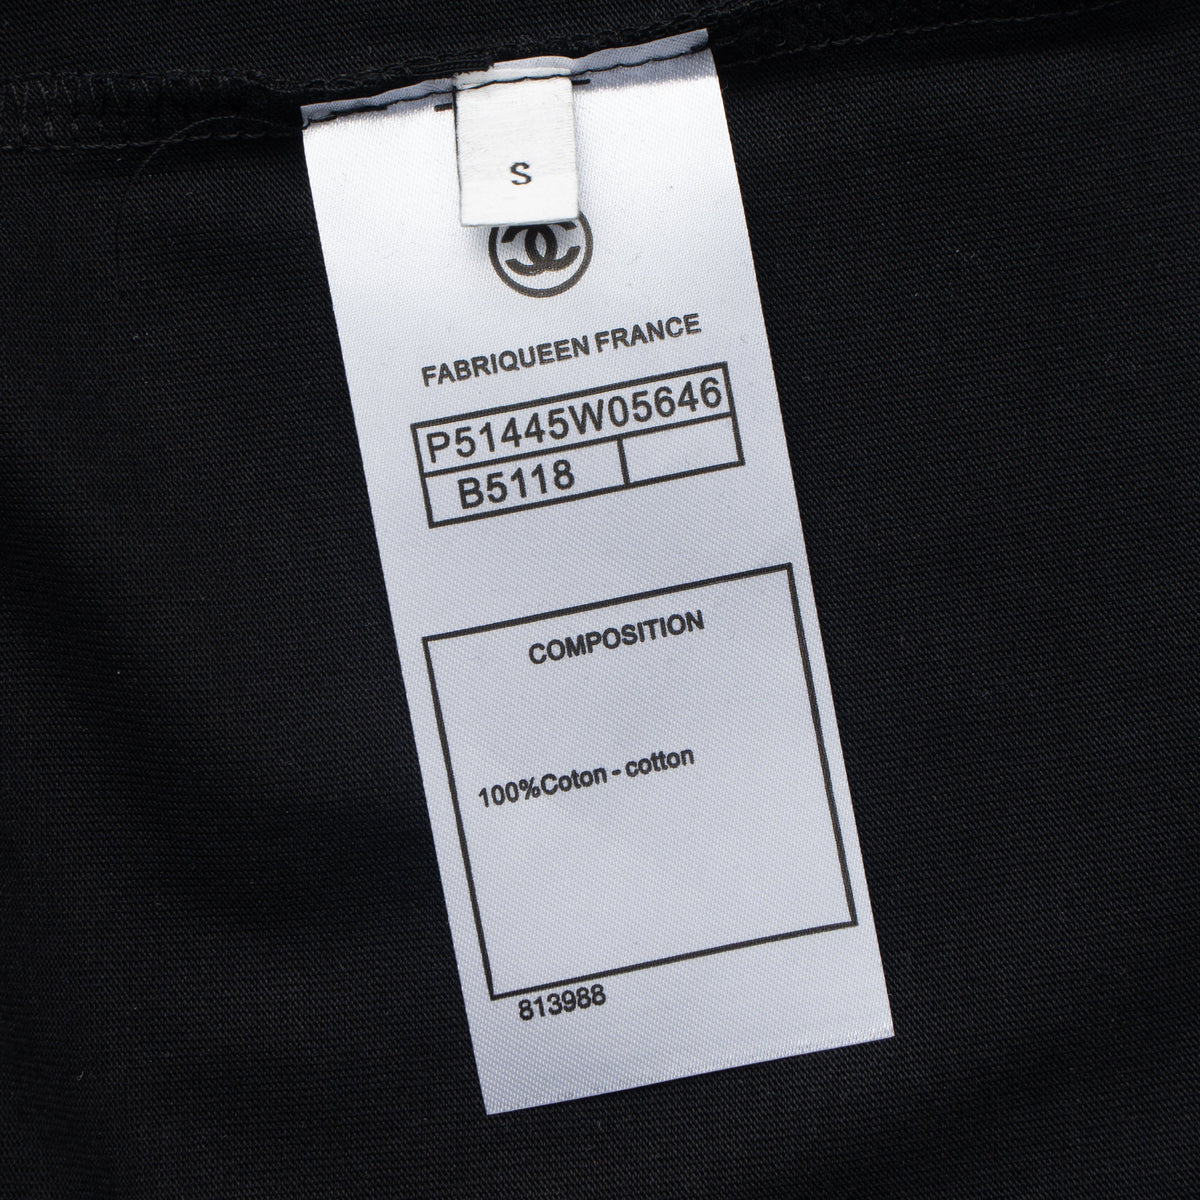 S
FABRIQUEEN FRANCE
P51445W05646
B5118
COMPOSITION
100%Coton - cotton
813988